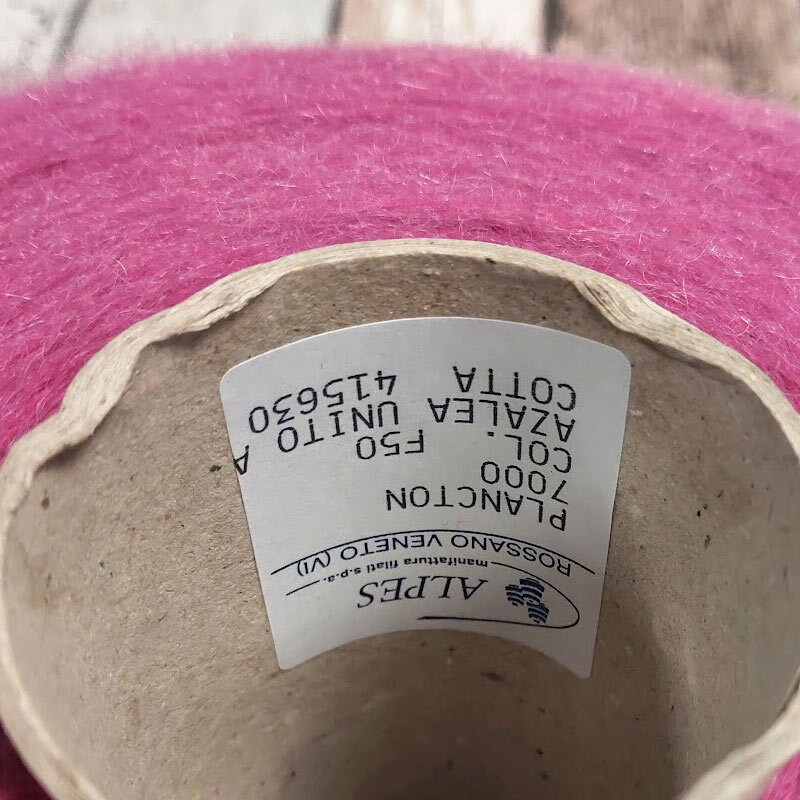 ALPES
manifattura filati s.p.a.
ROSSANO VENETO (VI)
PLANCTON
7000
COL. F50
AZALEA UNITO A
COTTA 415630